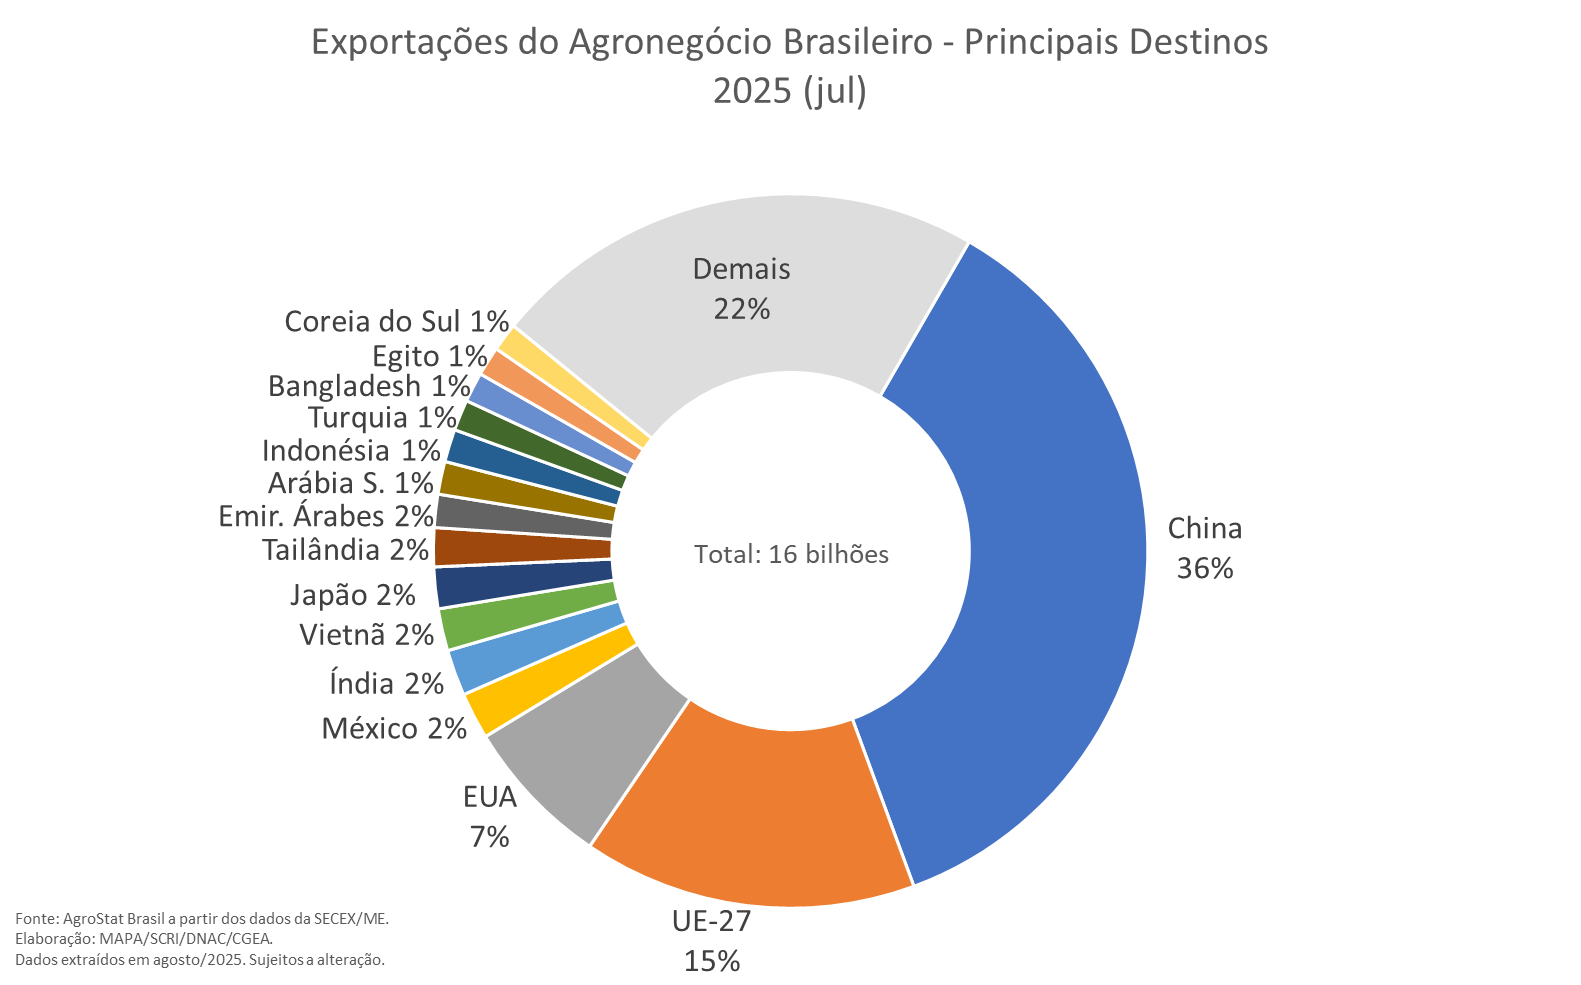 Exportações do Agronegócio Brasileiro - Principais Destinos
2025 (jul)
Demais
22%
Coreia do Sul 1%
Egito 1%
Bangladesh 1%
Turquia 1%
Indonésia 1%
Arábia S. 1%
Emir. Árabes 2%
Tailândia 2%
Japão 2%
Vietnã 2%
Índia 2%
México 2%
EUA
7%
UE-27
15%
China
36%
Total: 16 bilhões
Fonte: AgroStat Brasil a partir dos dados da SECEX/ME.
Elaboração: MAPA/SCRI/DNAC/CGEA.
Dados extraídos em agosto/2025. Sujeitos a alteração.